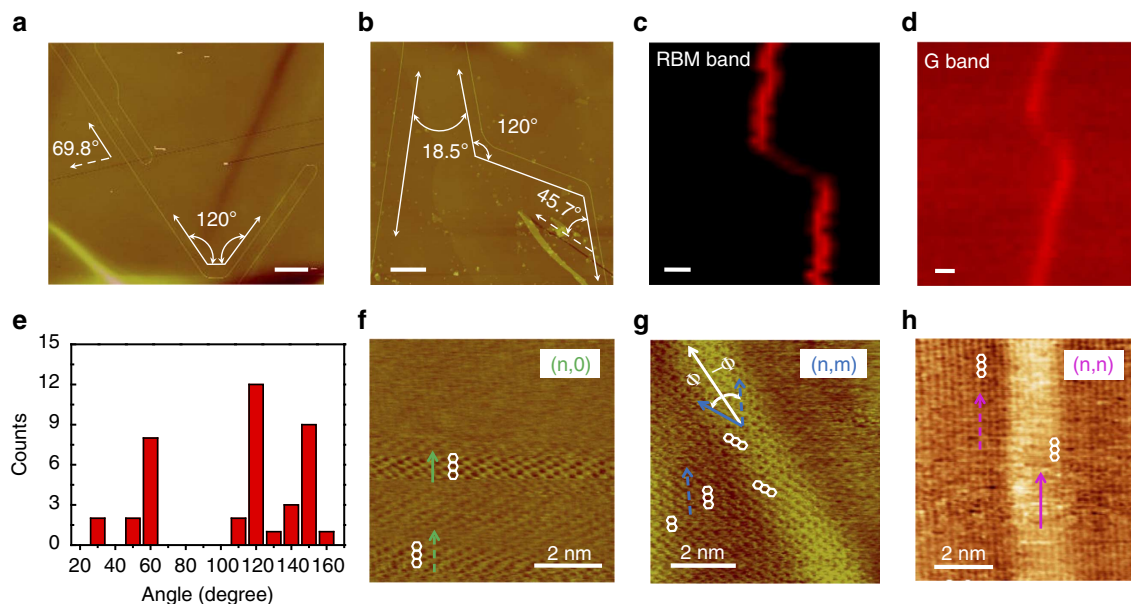 a
b
c
d
69.8°
120°
18.5°
120°
45.7°
RBM band
G band
e
f
g
h
15
12
9
6
3
0
Counts
20 40 60 80 100 120 140 160
Angle (degree)
(n,0)
2 nm
(n,m)
Φ
–Φ
2 nm
(n,n)
2 nm